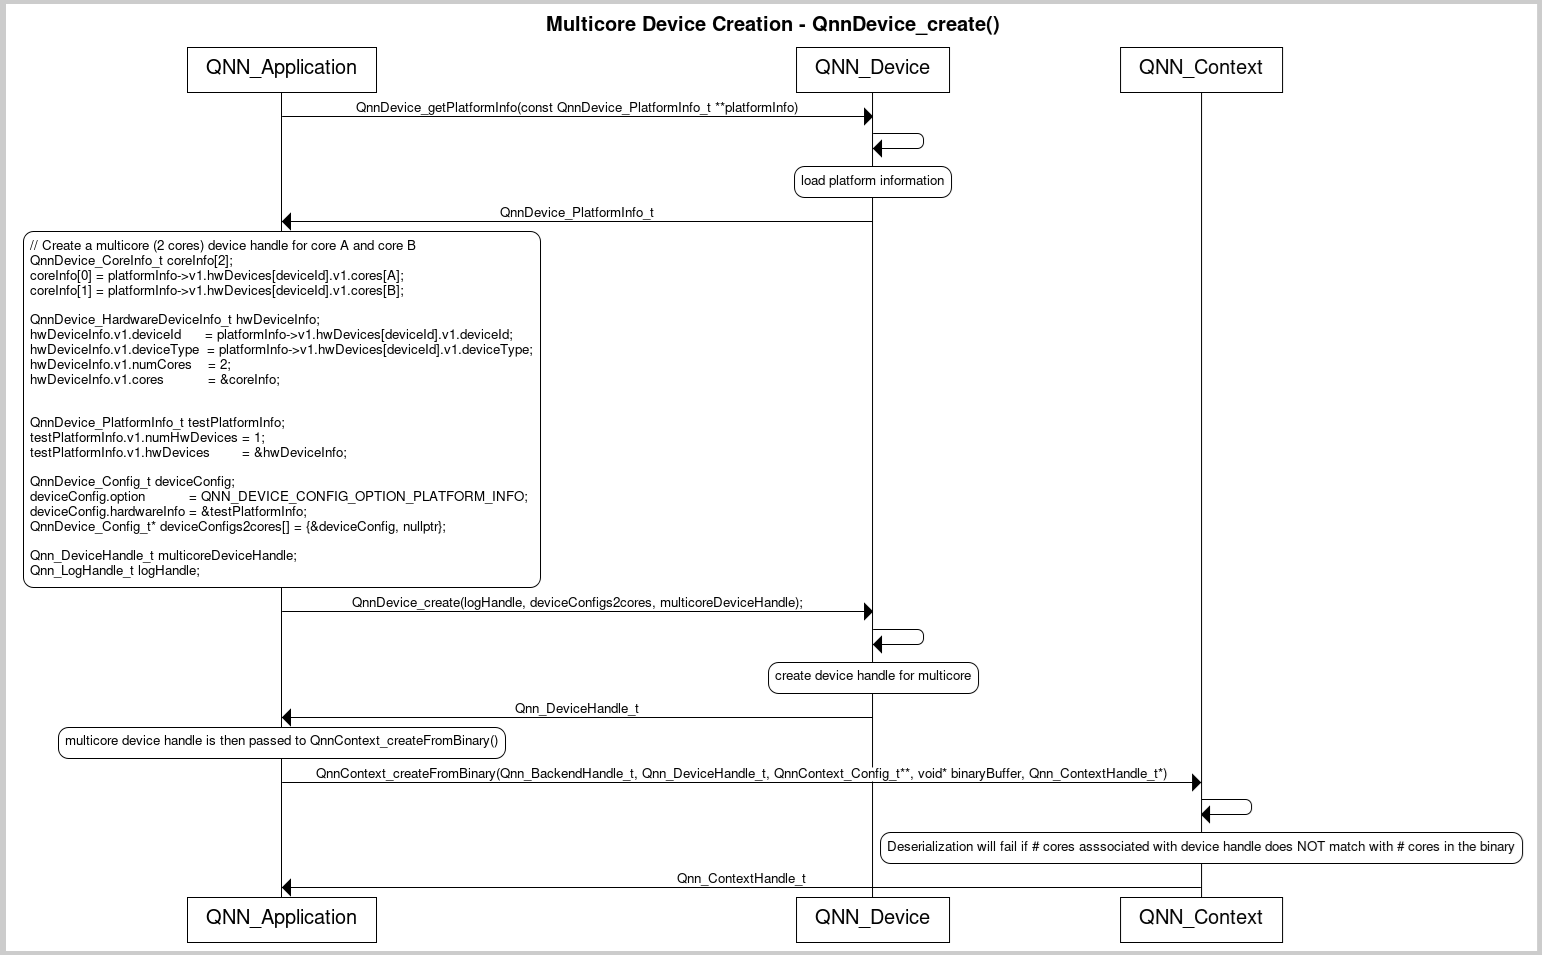 Multicore Device Creation - QnnDevice_create()
QNN_Application
QNN_Device
QNN_Context
QnnDevice_getPlatformInfo(const QnnDevice_PlatformInfo_t **platformInfo)
load platform information
QnnDevice_PlatformInfo_t
// Create a multicore (2 cores) device handle for core A and core B
QnnDevice_CoreInfo_t coreInfo[2];
coreInfo[0] = platformInfo->v1.hwDevices[deviceId].v1.cores[A];
coreInfo[1] = platformInfo->v1.hwDevices[deviceId].v1.cores[B];
QnnDevice_HardwareDeviceInfo_t hwDeviceInfo;
hwDeviceInfo.v1.deviceId = platformInfo->v1.hwDevices[deviceId].v1.deviceId;
hwDeviceInfo.v1.deviceType = platformInfo->v1.hwDevices[deviceId].v1.deviceType;
hwDeviceInfo.v1.numCores = 2;
hwDeviceInfo.v1.cores = &coreInfo;
QnnDevice_PlatformInfo_t testPlatformInfo;
testPlatformInfo.v1.numHwDevices = 1;
testPlatformInfo.v1.hwDevices = &hwDeviceInfo;
QnnDevice_Config_t deviceConfig;
deviceConfig.option = QNN_DEVICE_CONFIG_OPTION_PLATFORM_INFO;
deviceConfig.hardwareInfo = &testPlatformInfo;
QnnDevice_Config_t* deviceConfigs2cores[] = {&deviceConfig, nullptr};
Qnn_DeviceHandle_t multicoreDeviceHandle;
Qnn_LogHandle_t logHandle;
QnnDevice_create(logHandle, deviceConfigs2cores, multicoreDeviceHandle);
create device handle for multicore
Qnn_DeviceHandle_t
multicore device handle is then passed to QnnContext_createFromBinary()
QnnContext_createFromBinary(Qnn_BackendHandle_t, Qnn_DeviceHandle_t, QnnContext_Config_t**, void* binaryBuffer, Qnn_ContextHandle_t*)
Deserialization will fail if # cores asssociated with device handle does NOT match with # cores in the binary
Qnn_ContextHandle_t
QNN_Application
QNN_Device
QNN_Context